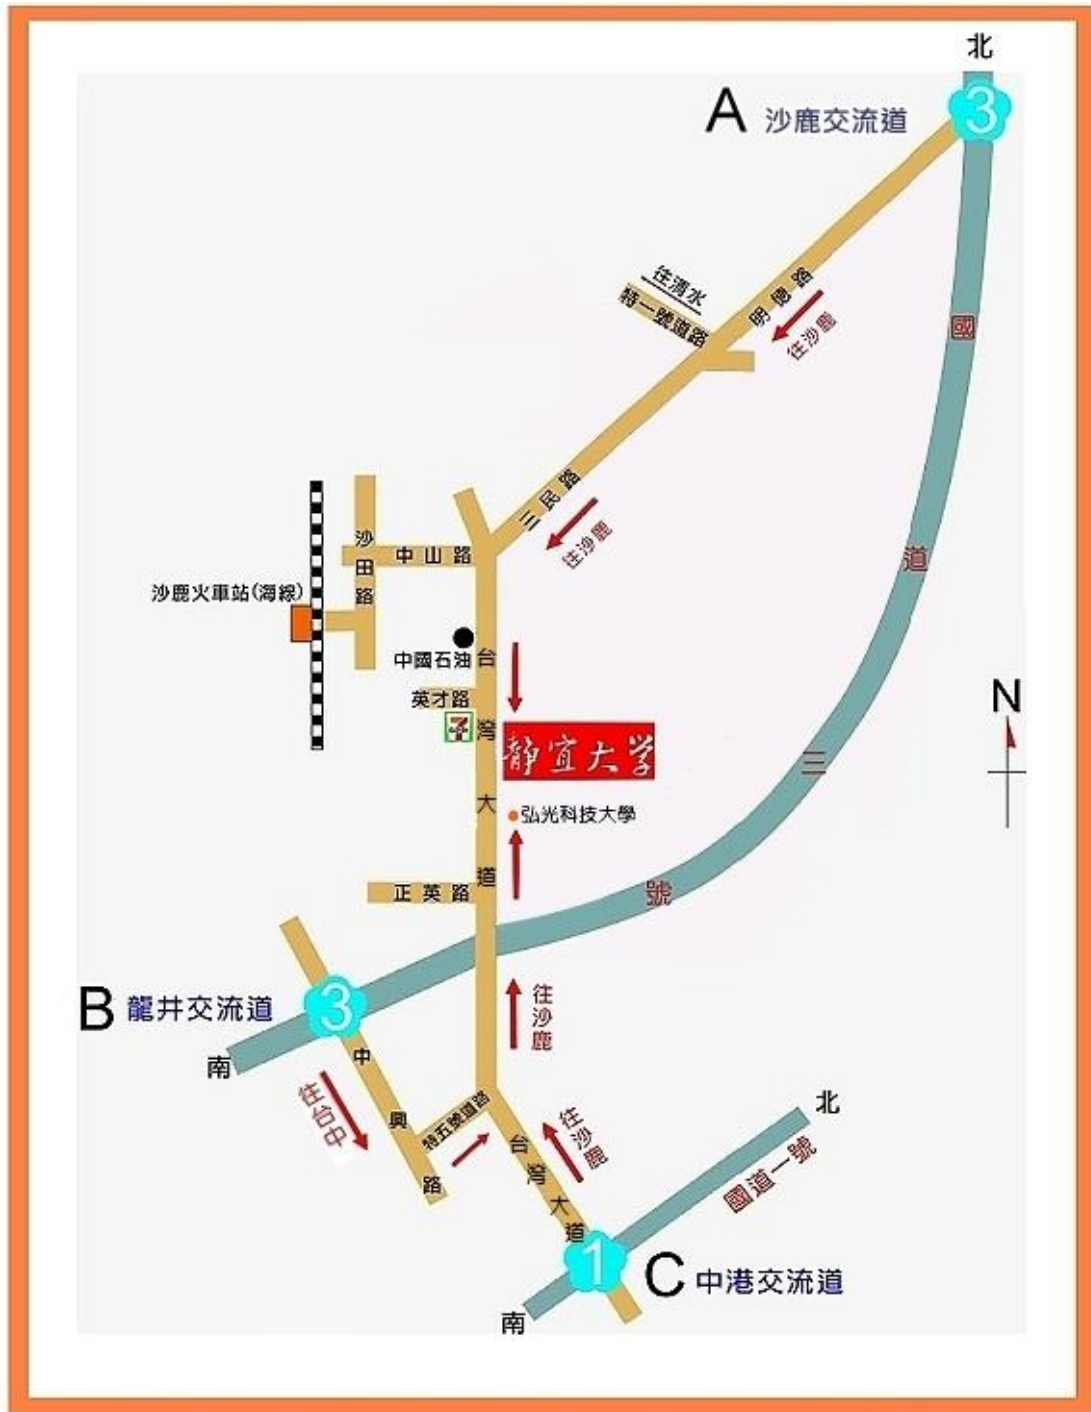 北
A 沙鹿交流道
3
往清水
特一號道路
明德路
往沙鹿
國道三號
三民路
往沙鹿
沙田路
中山路
沙鹿火車站(海線)
中國石油
台灣大道
英才路
7
靜宜大学
N
弘光科技大學
正英路
B 龍井交流道
3
南
往沙鹿
中興路
往台中
特五號道路
往沙鹿
台灣大道
北
國道一號
1
C 中港交流道
南